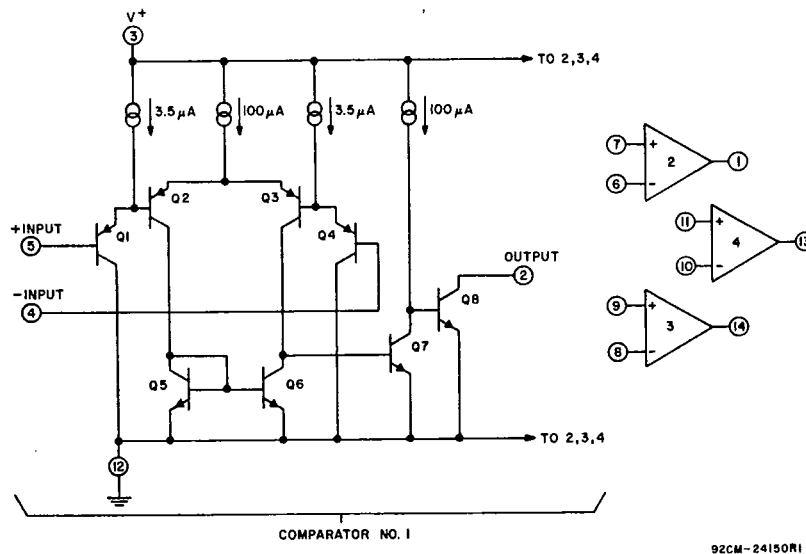 V+
3
TO 2,3,4
3.5μA
100μA
3.5μA
100μA
7
+
2
1
6
-
Q2
Q3
+INPUT
5
Q1
Q4
11
+
4
13
10
-
OUTPUT
2
-INPUT
4
Q8
9
+
3
14
8
-
Q7
Q5
Q6
TO 2,3,4
12
COMPARATOR NO. 1
92CM-24150R1